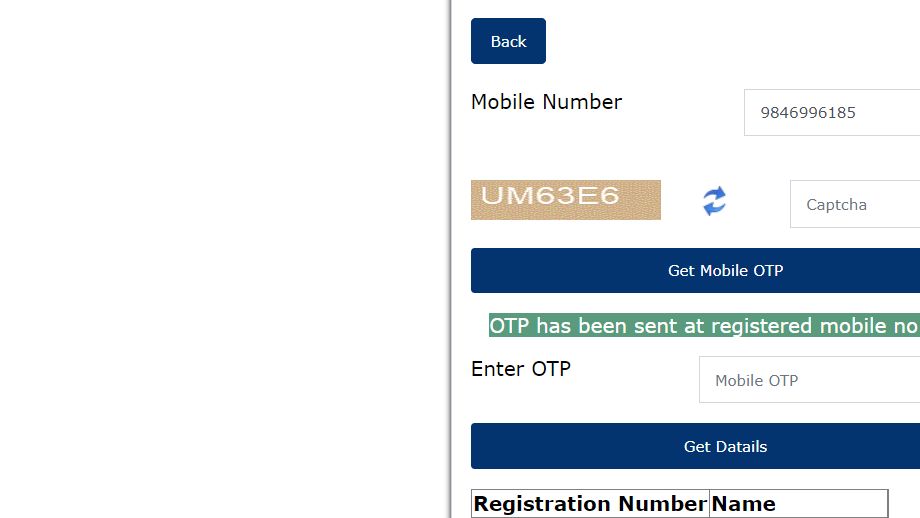 Back
Mobile Number
9846996185
UM63E6
Captcha
Get Mobile OTP
OTP has been sent at registered mobile no
Enter OTP
Mobile OTP
Get Datails
Registration Number Name